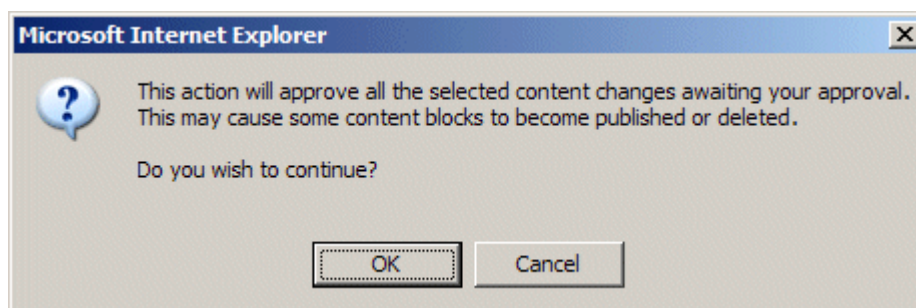 Microsoft Internet Explorer
This action will approve all the selected content changes awaiting your approval.
This may cause some content blocks to become published or deleted.
Do you wish to continue?
OK
Cancel